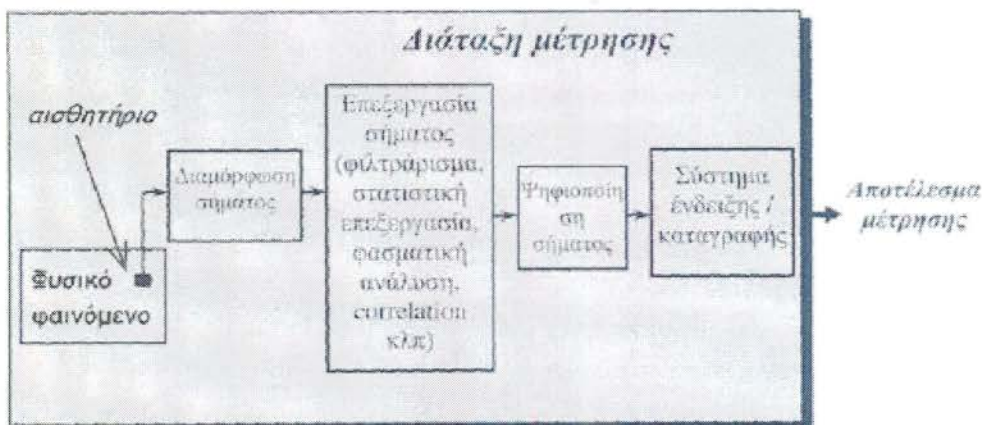 Διάταξη μέτρησης
αισθητήριο
Φυσικό
φαινόμενο
Διαμόρφωση
σήματος
Επεξεργασία
σήματος
(φιλτράρισμα,
στατιστική
επεξεργασία,
φασματική
ανάλυση,
correlation
κλπ)
Ψηφιοποίη
ση
σήματος
Σύστημα
ένδειξης /
καταγραφής
Αποτέλεσμα
μέτρησης